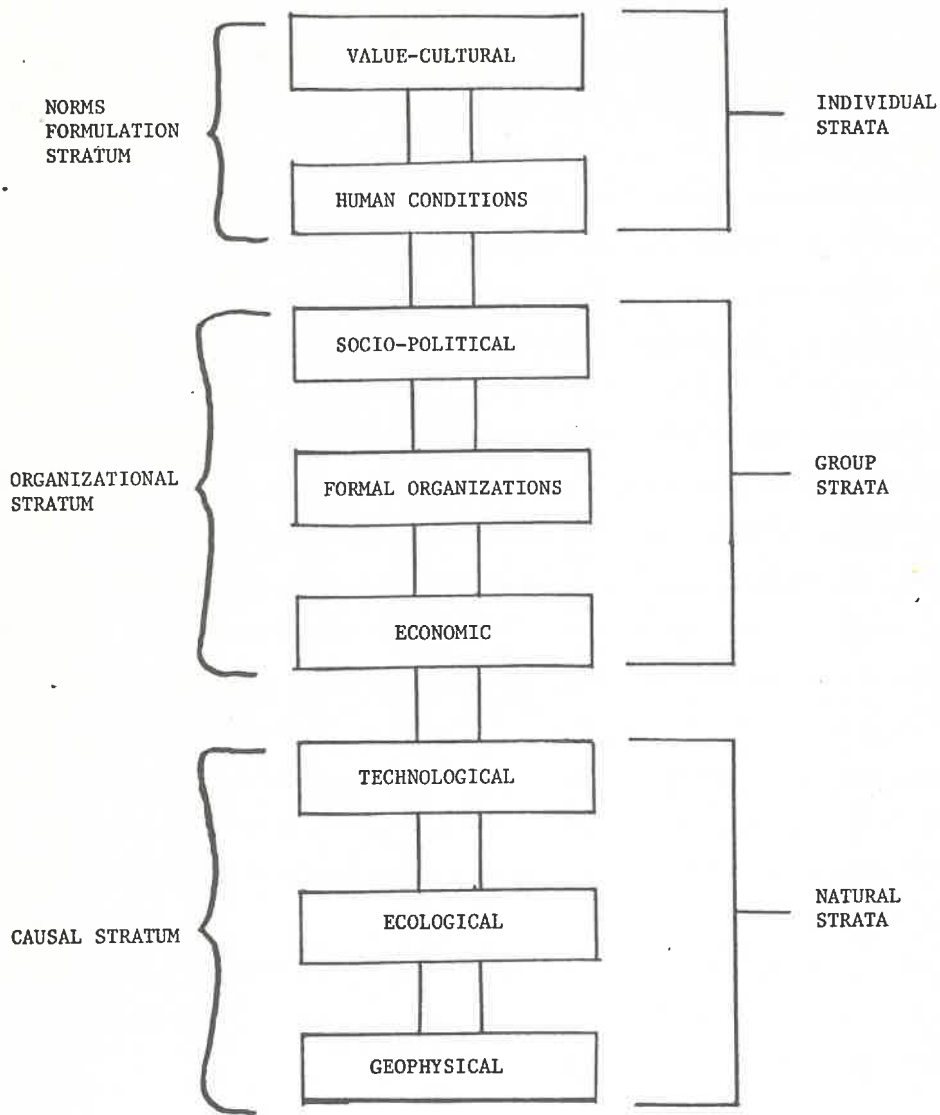 VALUE-CULTURAL
NORMS
FORMULATION
STRATUM
INDIVIDUAL
STRATA
HUMAN CONDITIONS
SOCIO-POLITICAL
ORGANIZATIONAL
STRATUM
FORMAL ORGANIZATIONS
GROUP
STRATA
ECONOMIC
TECHNOLOGICAL
CAUSAL STRATUM
ECOLOGICAL
NATURAL
STRATA
GEOPHYSICAL